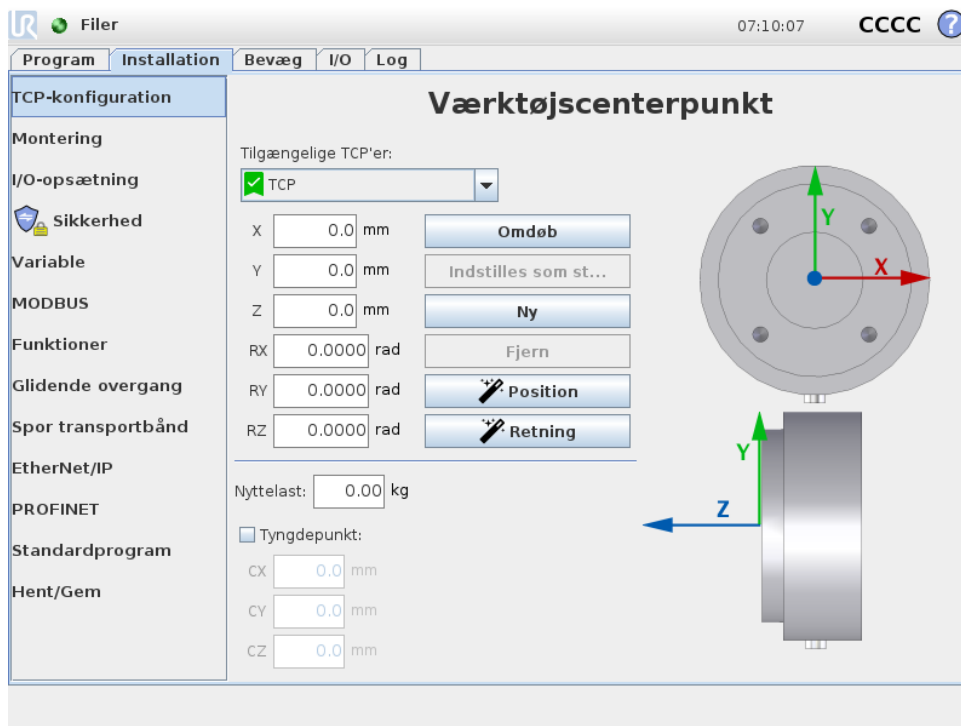 UR Filer 07:10:07 CCCC ?
Program Installation Bevæg I/O Log
TCP-konfiguration
Montering
I/O-opsætning
Sikkerhed
Variable
MODBUS
Funktioner
Glidende overgang
Spor transportbånd
EtherNet/IP
PROFINET
Standardprogram
Hent/Gem
Værktøjscenterpunkt
Tilgængelige TCP'er:
TCP
X 0.0 mm Omdøb
Y 0.0 mm Indstilles som st...
Z 0.0 mm Ny
RX 0.0000 rad Fjern
RY 0.0000 rad Position
RZ 0.0000 rad Retning
Nyttelast: 0.00 kg
Tyngdepunkt:
CX 0.0 mm
CY 0.0 mm
CZ 0.0 mm
Y
X
Y
Z